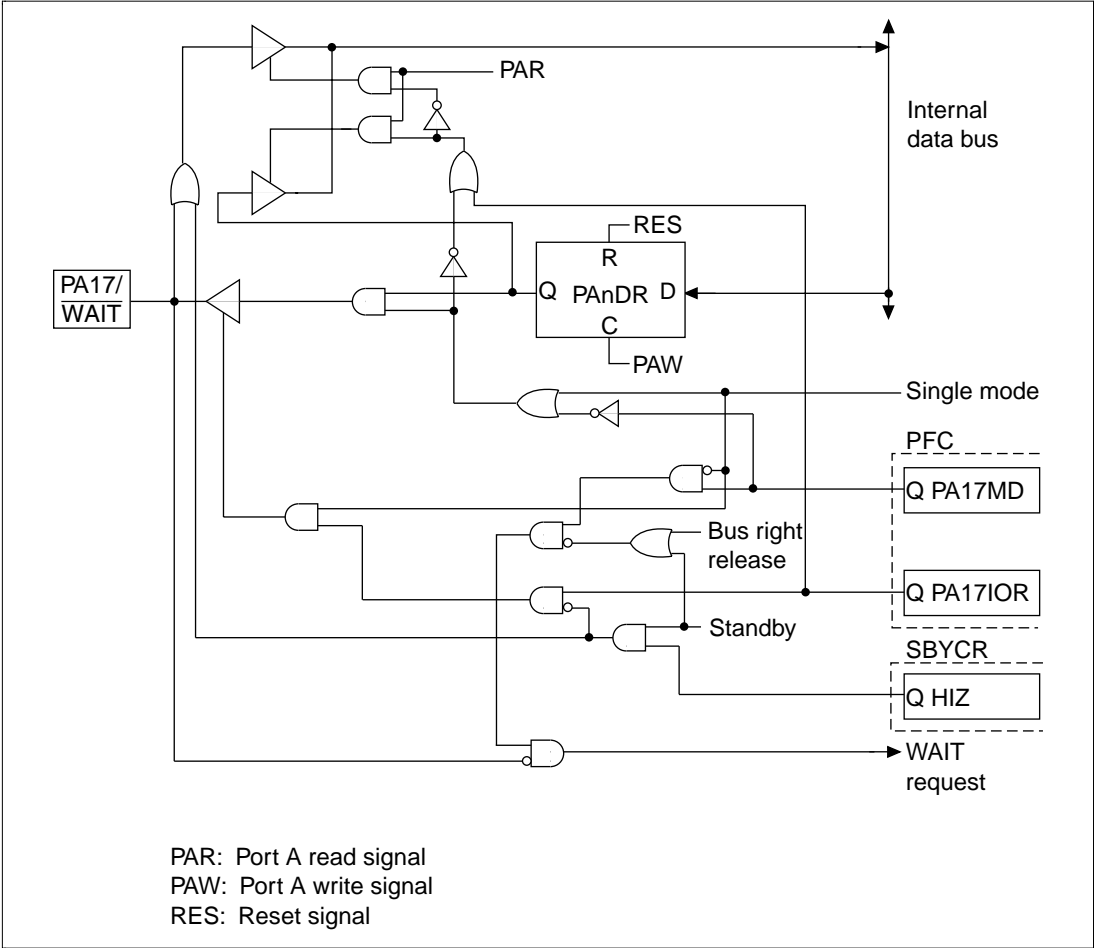 PAR
Internal
data bus
RES
R
PA17/
WAIT
Q PAnDR D
C
PAW
Single mode
PFC
Q PA17MD
Bus right
release
Q PA17IOR
Standby
SBYCR
Q HIZ
WAIT
request
PAR: Port A read signal
PAW: Port A write signal
RES: Reset signal